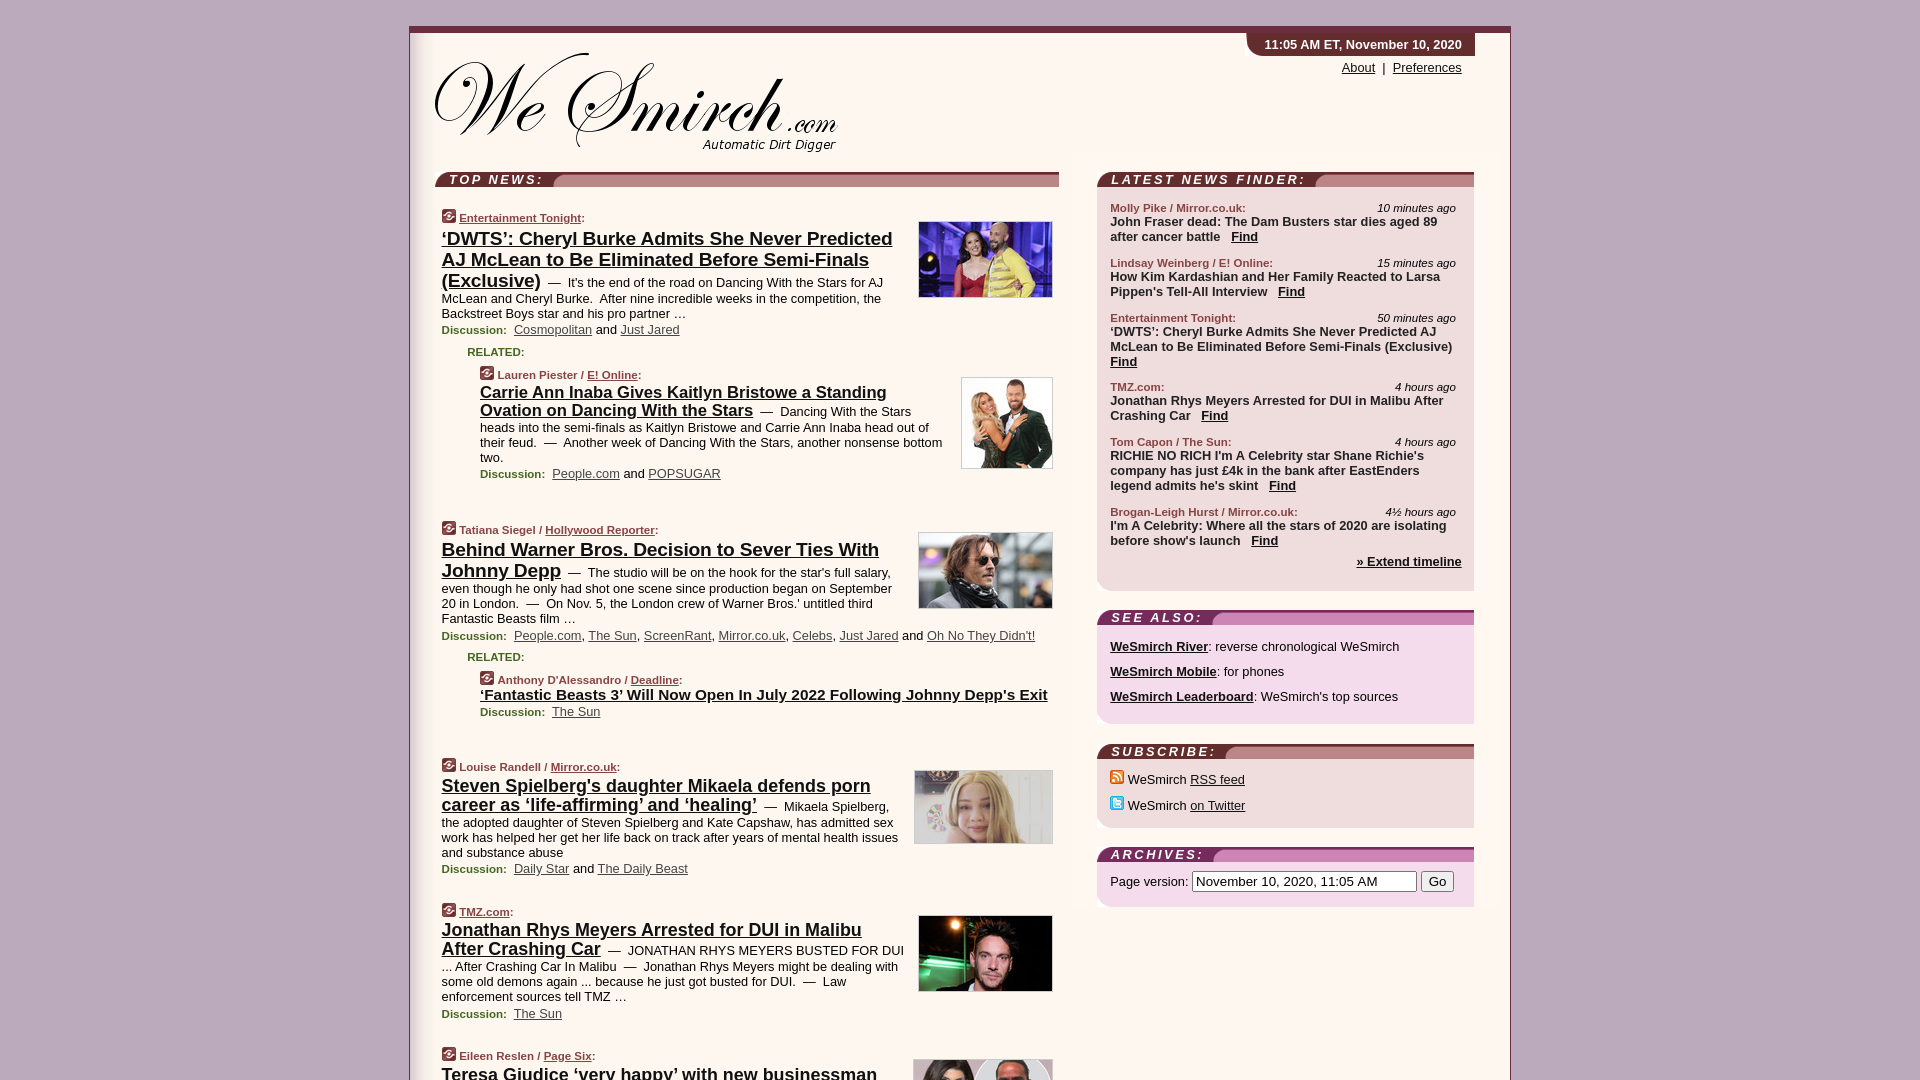 11:05 AM ET, November 10, 2020
About | Preferences
We Smirch .com
Automatic Dirt Digger
TOP NEWS:
Entertainment Tonight:
‘DWTS’: Cheryl Burke Admits She Never Predicted
AJ McLean to Be Eliminated Before Semi-Finals
(Exclusive) — It's the end of the road on Dancing With the Stars for AJ
McLean and Cheryl Burke. After nine incredible weeks in the competition, the
Backstreet Boys star and his pro partner …
Discussion: Cosmopolitan and Just Jared
RELATED:
Lauren Piester / E! Online:
Carrie Ann Inaba Gives Kaitlyn Bristowe a Standing
Ovation on Dancing With the Stars — Dancing With the Stars
heads into the semi-finals as Kaitlyn Bristowe and Carrie Ann Inaba head out of
their feud. — Another week of Dancing With the Stars, another nonsense bottom
two.
Discussion: People.com and POPSUGAR
Tatiana Siegel / Hollywood Reporter:
Behind Warner Bros. Decision to Sever Ties With
Johnny Depp — The studio will be on the hook for the star's full salary,
even though he only had shot one scene since production began on September
20 in London. — On Nov. 5, the London crew of Warner Bros.' untitled third
Fantastic Beasts film …
Discussion: People.com, The Sun, ScreenRant, Mirror.co.uk, Celebs, Just Jared and Oh No They Didn't!
RELATED:
Anthony D'Alessandro / Deadline:
‘Fantastic Beasts 3’ Will Now Open In July 2022 Following Johnny Depp's Exit
Discussion: The Sun
Louise Randell / Mirror.co.uk:
Steven Spielberg's daughter Mikaela defends porn
career as ‘life-affirming’ and ‘healing’ — Mikaela Spielberg,
the adopted daughter of Steven Spielberg and Kate Capshaw, has admitted sex
work has helped her get her life back on track after years of mental health issues
and substance abuse
Discussion: Daily Star and The Daily Beast
TMZ.com:
Jonathan Rhys Meyers Arrested for DUI in Malibu
After Crashing Car — JONATHAN RHYS MEYERS BUSTED FOR DUI
... After Crashing Car In Malibu — Jonathan Rhys Meyers might be dealing with
some old demons again ... because he just got busted for DUI. — Law
enforcement sources tell TMZ …
Discussion: The Sun
Eileen Reslen / Page Six:
Teresa Giudice ‘very happy’ with new businessman
LATEST NEWS FINDER:
Molly Pike / Mirror.co.uk: 10 minutes ago
John Fraser dead: The Dam Busters star dies aged 89
after cancer battle Find
Lindsay Weinberg / E! Online: 15 minutes ago
How Kim Kardashian and Her Family Reacted to Larsa
Pippen's Tell-All Interview Find
Entertainment Tonight: 50 minutes ago
‘DWTS’: Cheryl Burke Admits She Never Predicted AJ
McLean to Be Eliminated Before Semi-Finals (Exclusive)
Find
TMZ.com: 4 hours ago
Jonathan Rhys Meyers Arrested for DUI in Malibu After
Crashing Car Find
Tom Capon / The Sun: 4 hours ago
RICHIE NO RICH I'm A Celebrity star Shane Richie's
company has just £4k in the bank after EastEnders
legend admits he's skint Find
Brogan-Leigh Hurst / Mirror.co.uk: 4½ hours ago
I'm A Celebrity: Where all the stars of 2020 are isolating
before show's launch Find
» Extend timeline
SEE ALSO:
WeSmirch River: reverse chronological WeSmirch
WeSmirch Mobile: for phones
WeSmirch Leaderboard: WeSmirch's top sources
SUBSCRIBE:
WeSmirch RSS feed
WeSmirch on Twitter
ARCHIVES:
Page version: November 10, 2020, 11:05 AM Go